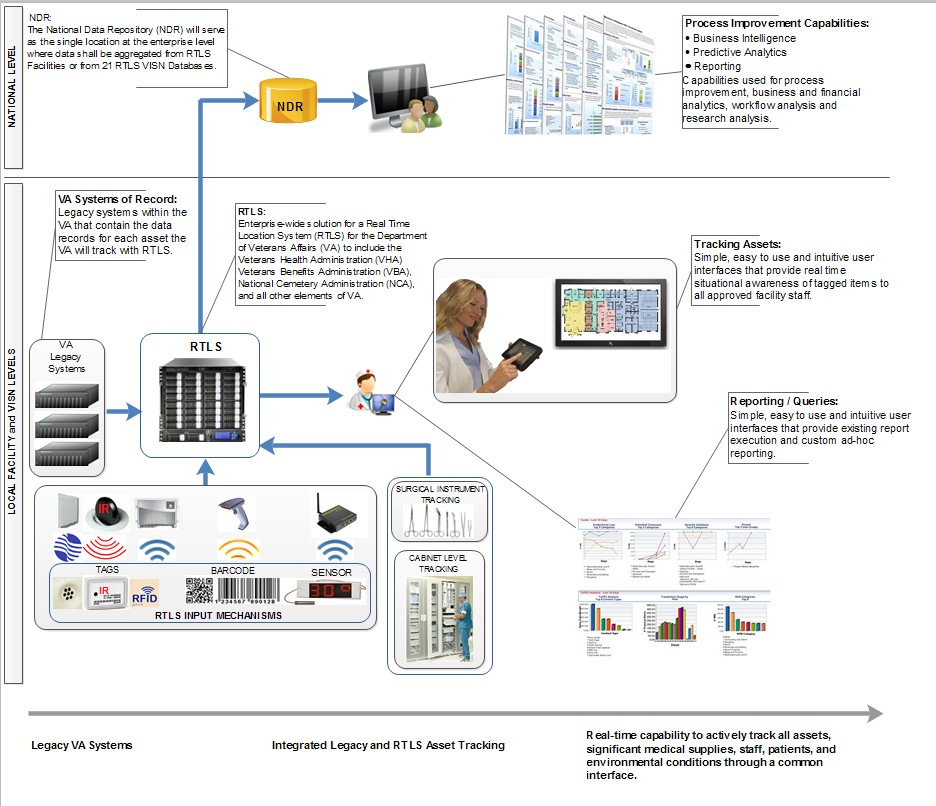 NATIONAL LEVEL
NDR:
The National Data Repository (NDR) will serve
as the single location at the enterprise level
where data shall be aggregated from RTLS
Facilities or from 21 RTLS VISN Databases.
NDR
Process Improvement Capabilities:
• Business Intelligence
• Predictive Analytics
• Reporting
Capabilities used for process
improvement, business and financial
analytics, workflow analysis and
research analysis.
LOCAL FACILITY and VISN LEVELS
VA Systems of Record:
Legacy systems within the
VA that contain the data
records for each asset the
VA will track with RTLS.
RTLS:
Enterprise-wide solution for a Real Time
Location System (RTLS) for the Department
of Veterans Affairs (VA) to include the
Veterans Health Administration (VHA)
Veterans Benefits Administration (VBA),
National Cemetery Administration (NCA),
and all other elements of VA.
Tracking Assets:
Simple, easy to use and intuitive user
interfaces that provide real time
situational awareness of tagged items to
all approved facility staff.
VA
Legacy
Systems
RTLS
Reporting / Queries:
Simple, easy to use and intuitive user
interfaces that provide existing report
execution and custom ad-hoc
reporting.
SURGICAL INSTRUMENT
TRACKING
CABINET LEVEL
TRACKING
IR
TAGS
BARCODE
SENSOR
IR
RFID
1 234567 890128
30°
RTLS INPUT MECHANISMS
Legacy VA Systems
Integrated Legacy and RTLS Asset Tracking
Real-time capability to actively track all assets,
significant medical supplies, staff, patients, and
environmental conditions through a common
interface.